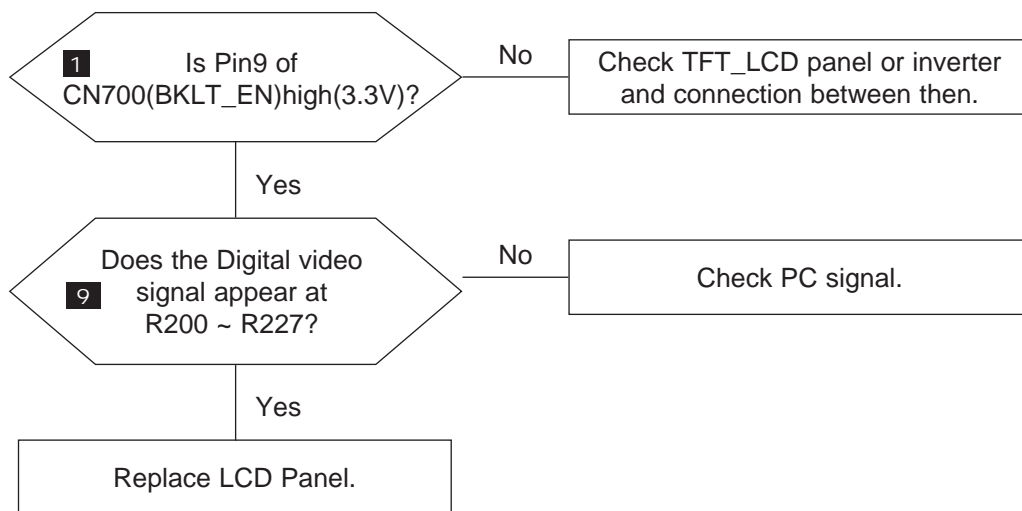 1
Is Pin9 of
CN700(BKLT_EN)high(3.3V)?
No
Check TFT_LCD panel or inverter
and connection between then.
Yes
Does the Digital video
9
signal appear at
R200 ~ R227?
No
Check PC signal.
Yes
Replace LCD Panel.